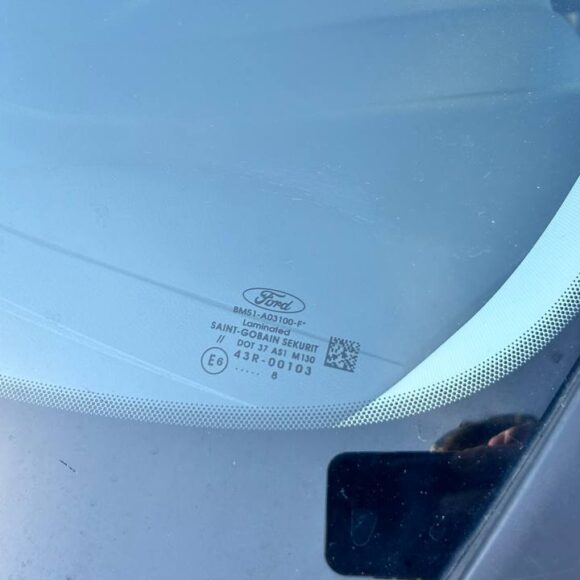 Ford
BM51-A03100-F*
Laminated
SAINT-GOBAIN SEKURIT
// DOT 37 AS1 M130
E6 43R-00103
..... 8